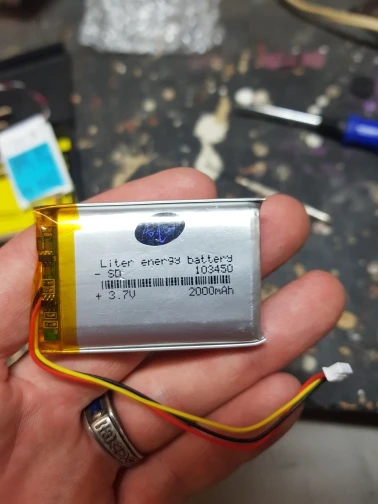 Liter energy battery
- SD 103450
+ 3.7V 2000mAh